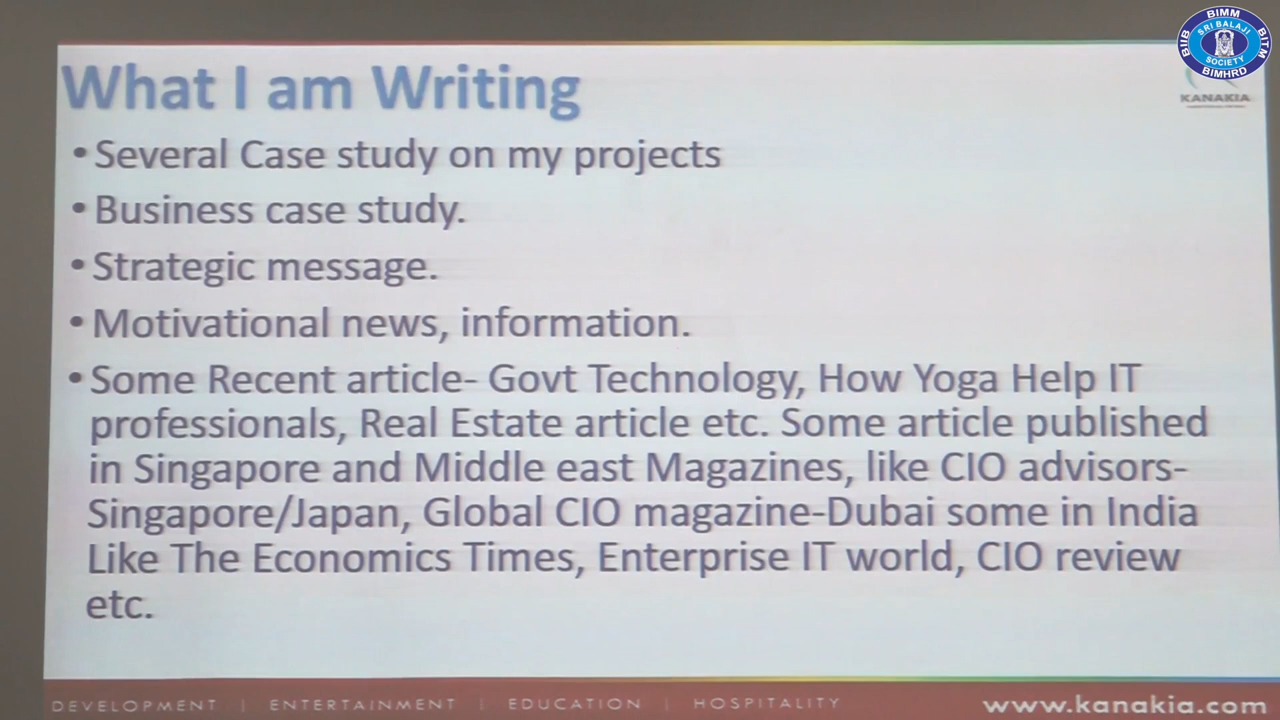 BIMM
SRI BALAJI
BIIB
BITM
SOCIETY
BIMHRD
KANAKIA
What I am Writing
•Several Case study on my projects
•Business case study.
•Strategic message.
•Motivational news, information.
•Some Recent article- Govt Technology, How Yoga Help IT
professionals, Real Estate article etc. Some article published
in Singapore and Middle east Magazines, like CIO advisors-
Singapore/Japan, Global CIO magazine-Dubai some in India
Like The Economics Times, Enterprise IT world, CIO review
etc.
DEVELOPMENT | ENTERTAINMENT | EDUCATION | HOSPITALITY
www.kanakia.com